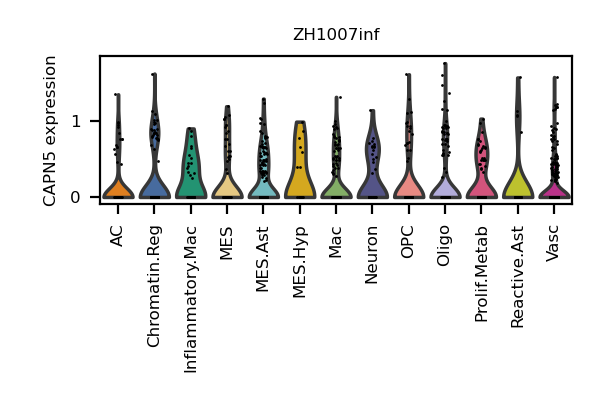 ZH1007inf
CAPN5 expression
1
0
AC
Chromatin.Reg
Inflammatory.Mac
MES
MES.Ast
MES.Hyp
Mac
Neuron
OPC
Oligo
Prolif.Metab
Reactive.Ast
Vasc